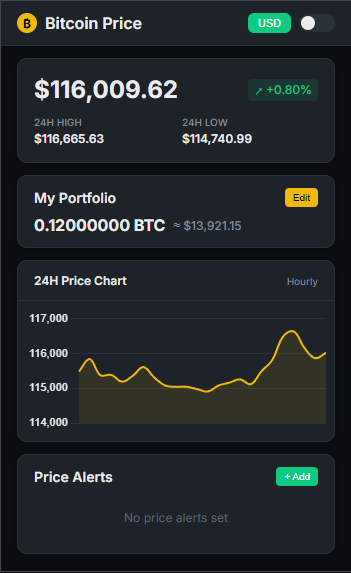 ₿ Bitcoin Price USD
$116,009.62 ↗ +0.80%
24H HIGH 24H LOW
$116,665.63 $114,740.99
My Portfolio Edit
0.12000000 BTC ≈ $13,921.15
24H Price Chart Hourly
117,000
116,000
115,000
114,000
Price Alerts + Add
No price alerts set